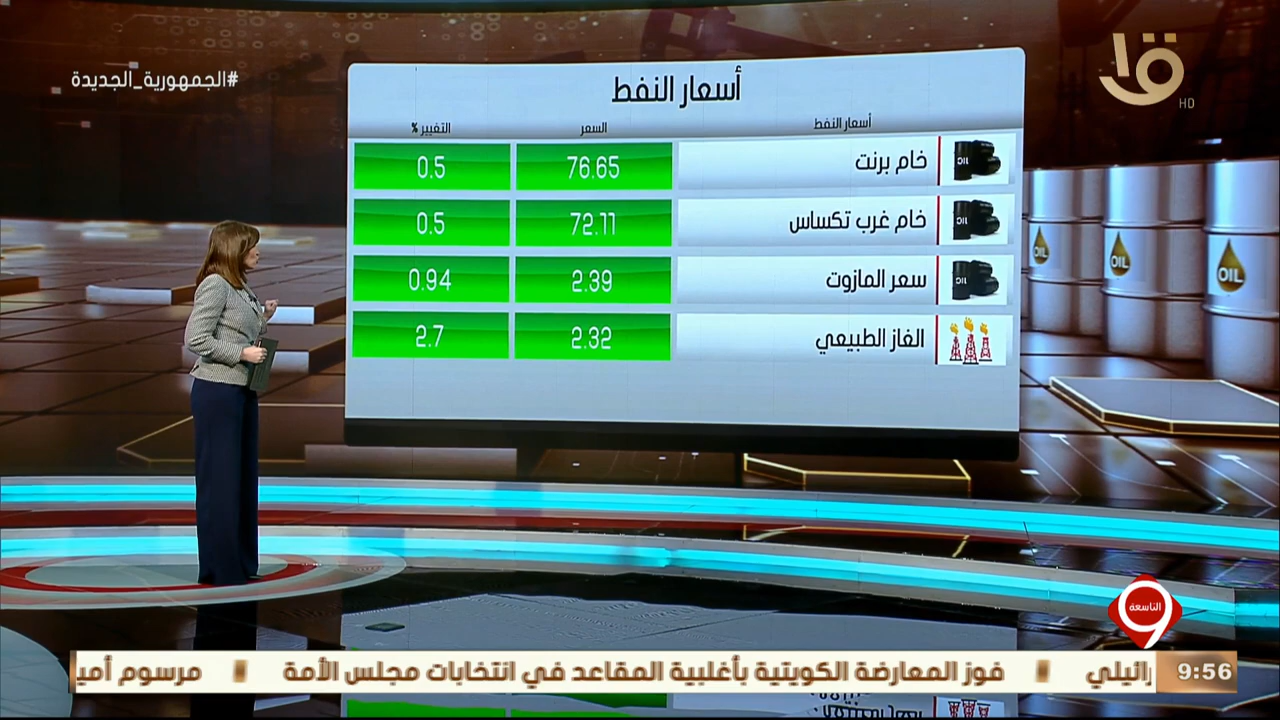 #الجمهورية_الجديدة
HD
أسعار النفط
أسعار النفط السعر التغيير %
خام برنت 76.65 0.5
خام غرب تكساس 72.11 0.5
سعر المازوت 2.39 0.94
الغاز الطبيعي 2.32 2.7
OIL
OIL
OIL
التاسعة
9
9:56 رائيلي فوز المعارضة الكويتية بأغلبية المقاعد في انتخابات مجلس الأمة مرسوم أمي